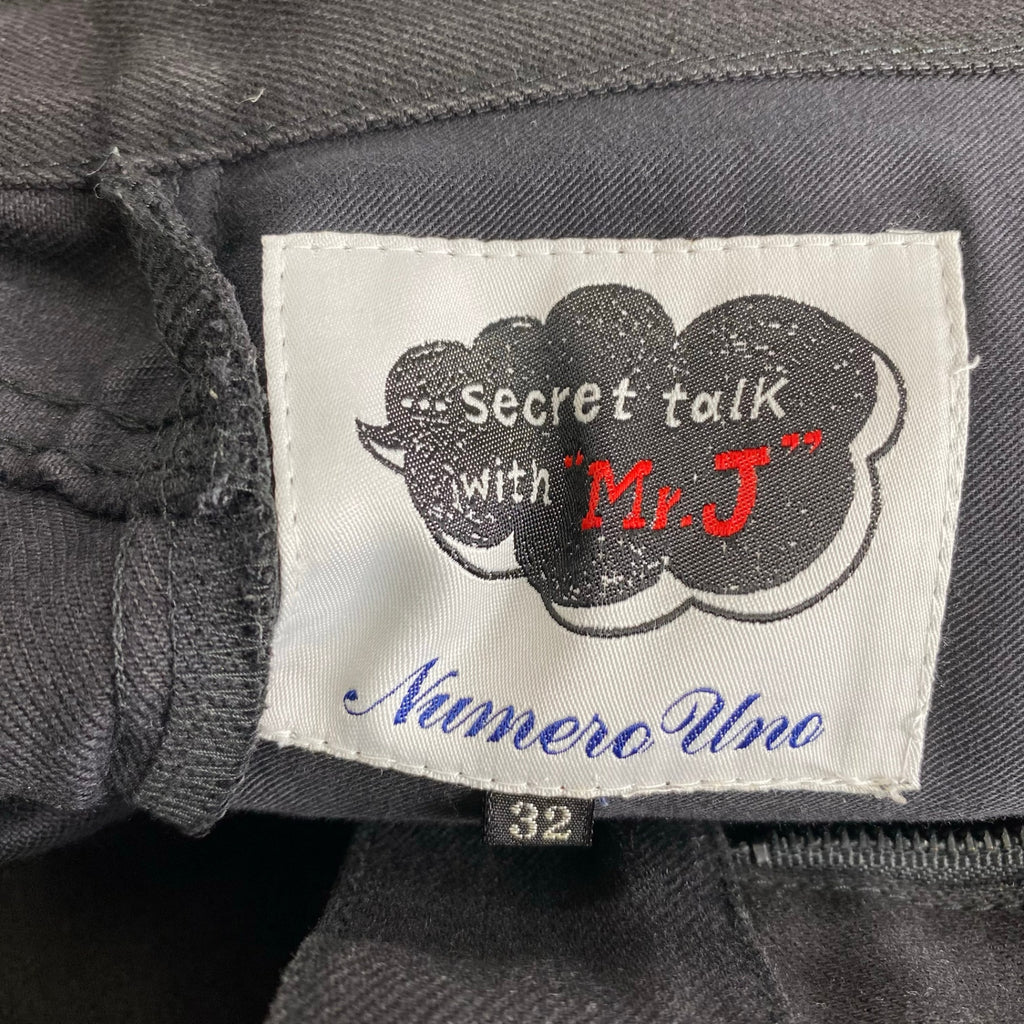 ... secret talk
with "Mr.J"
Numero Uno
32